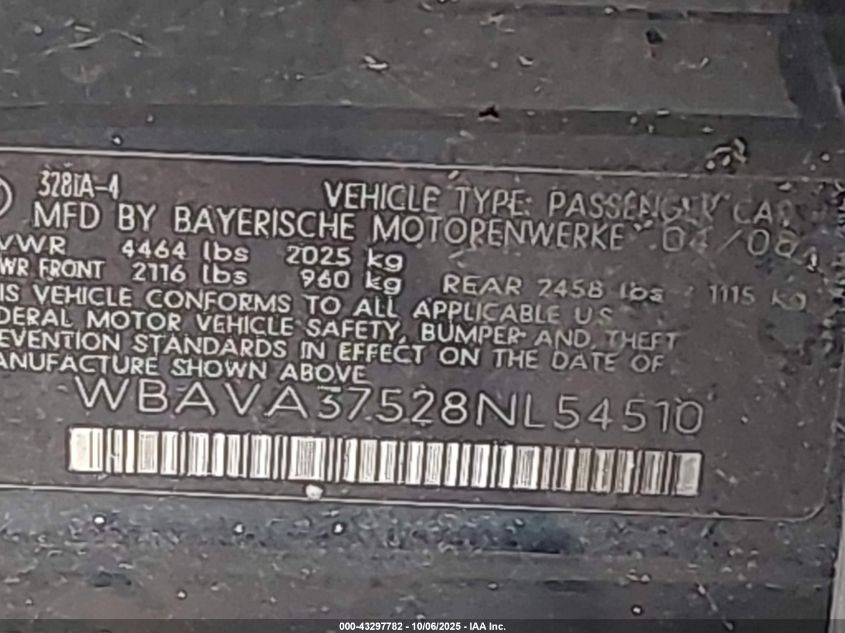 328IA-4
VEHICLE TYPE: PASSENGER CAR
MFD BY BAYERISCHE MOTORENWERKE 04/08
VWR 4464 lbs 2025 kg
WR FRONT 2116 lbs 960 kg REAR 2458 lbs 1115 kg
IS VEHICLE CONFORMS TO ALL APPLICABLE US
DERAL MOTOR VEHICLE SAFETY, BUMPER AND, THEFT
EVENTION STANDARDS IN EFFECT ON THE DATE OF
ANUFACTURE SHOWN ABOVE
WBAVA37528NL54510
000-43297782 - 10/06/2025 - IAA Inc.